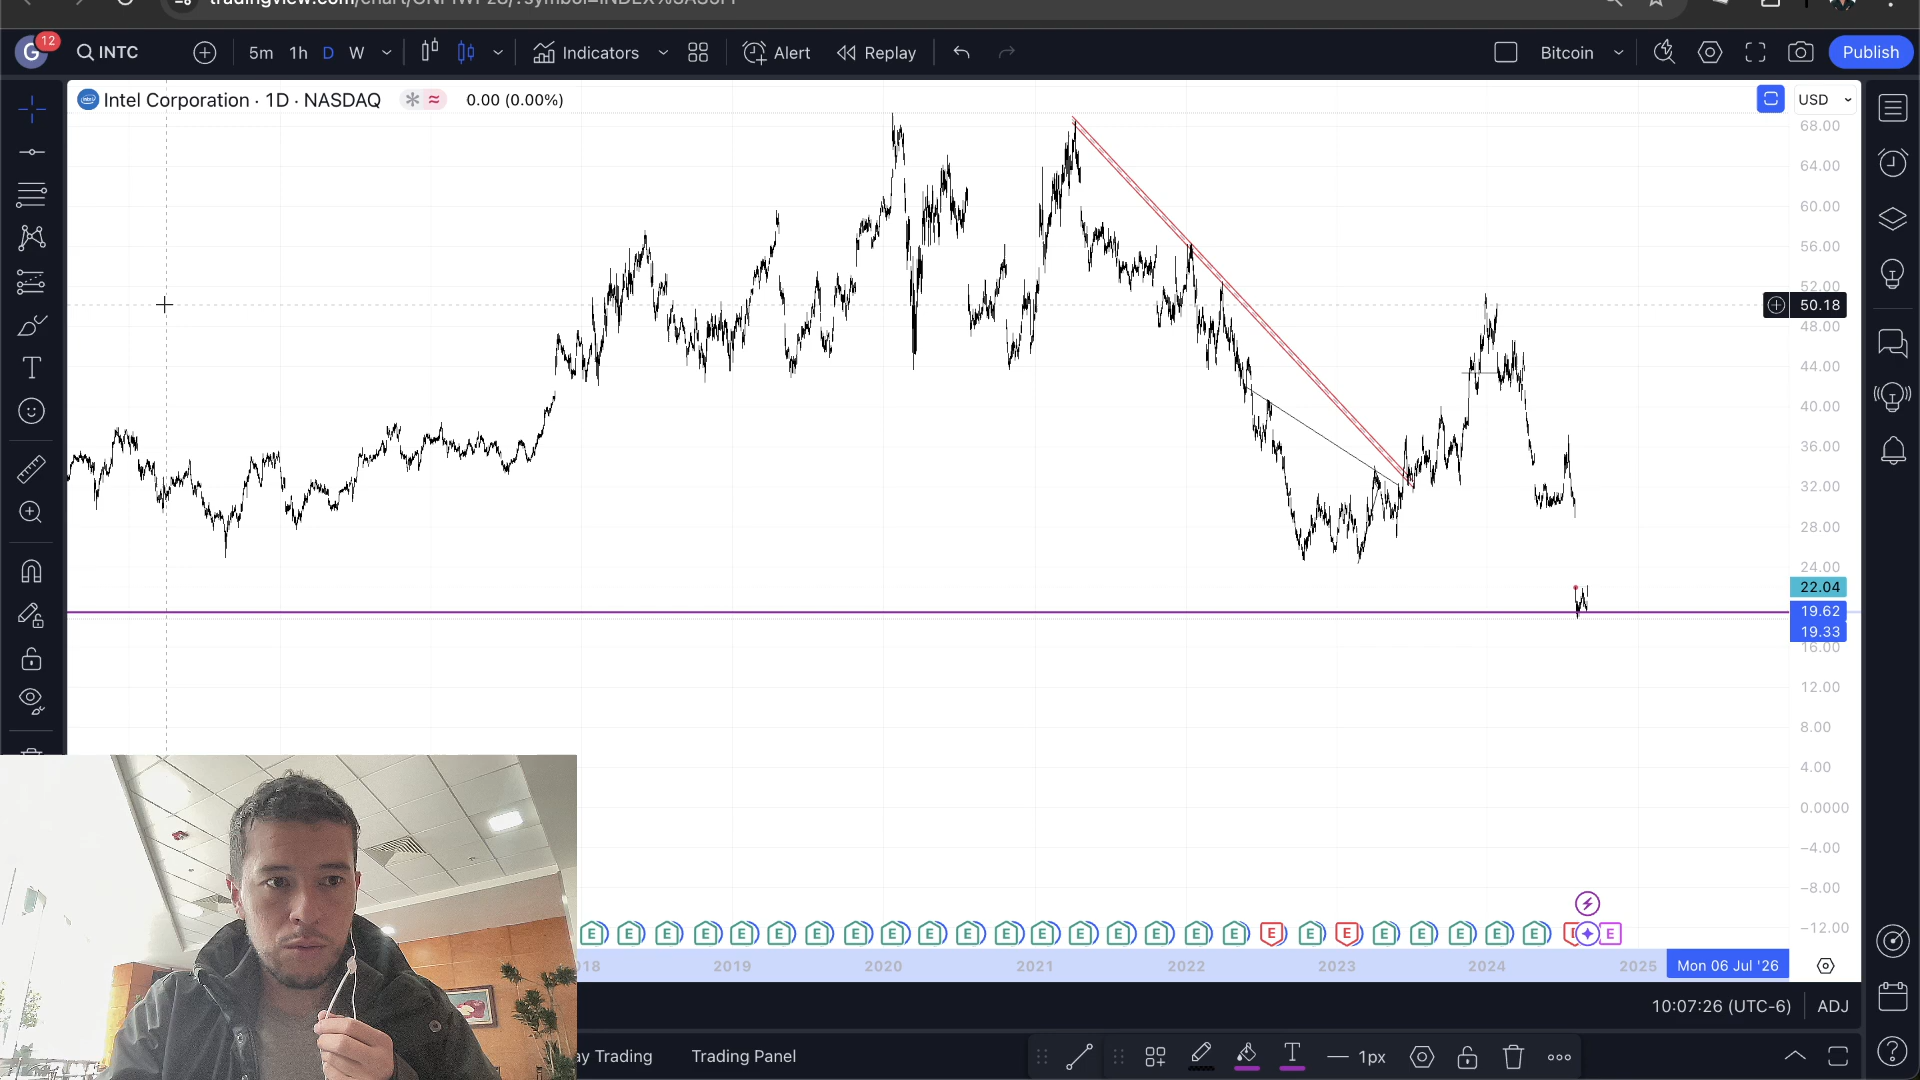 G
12
INTC
5m
1h
D
W
Indicators
Alert
Replay
Bitcoin
Publish
Intel Corporation · 1D · NASDAQ
0.00 (0.00%)
USD
68.00
64.00
60.00
56.00
52.00
50.18
48.00
44.00
40.00
36.00
32.00
28.00
24.00
22.04
19.62
19.33
16.00
12.00
8.00
4.00
0.0000
−4.00
−8.00
−12.00
E E E E E E E E E E E E E E E E E E E E E E E E E E E
2019
2020
2021
2022
2023
2024
2025
Mon 06 Jul '26
10:07:26 (UTC-6)
ADJ
Trading
Trading Panel
1px